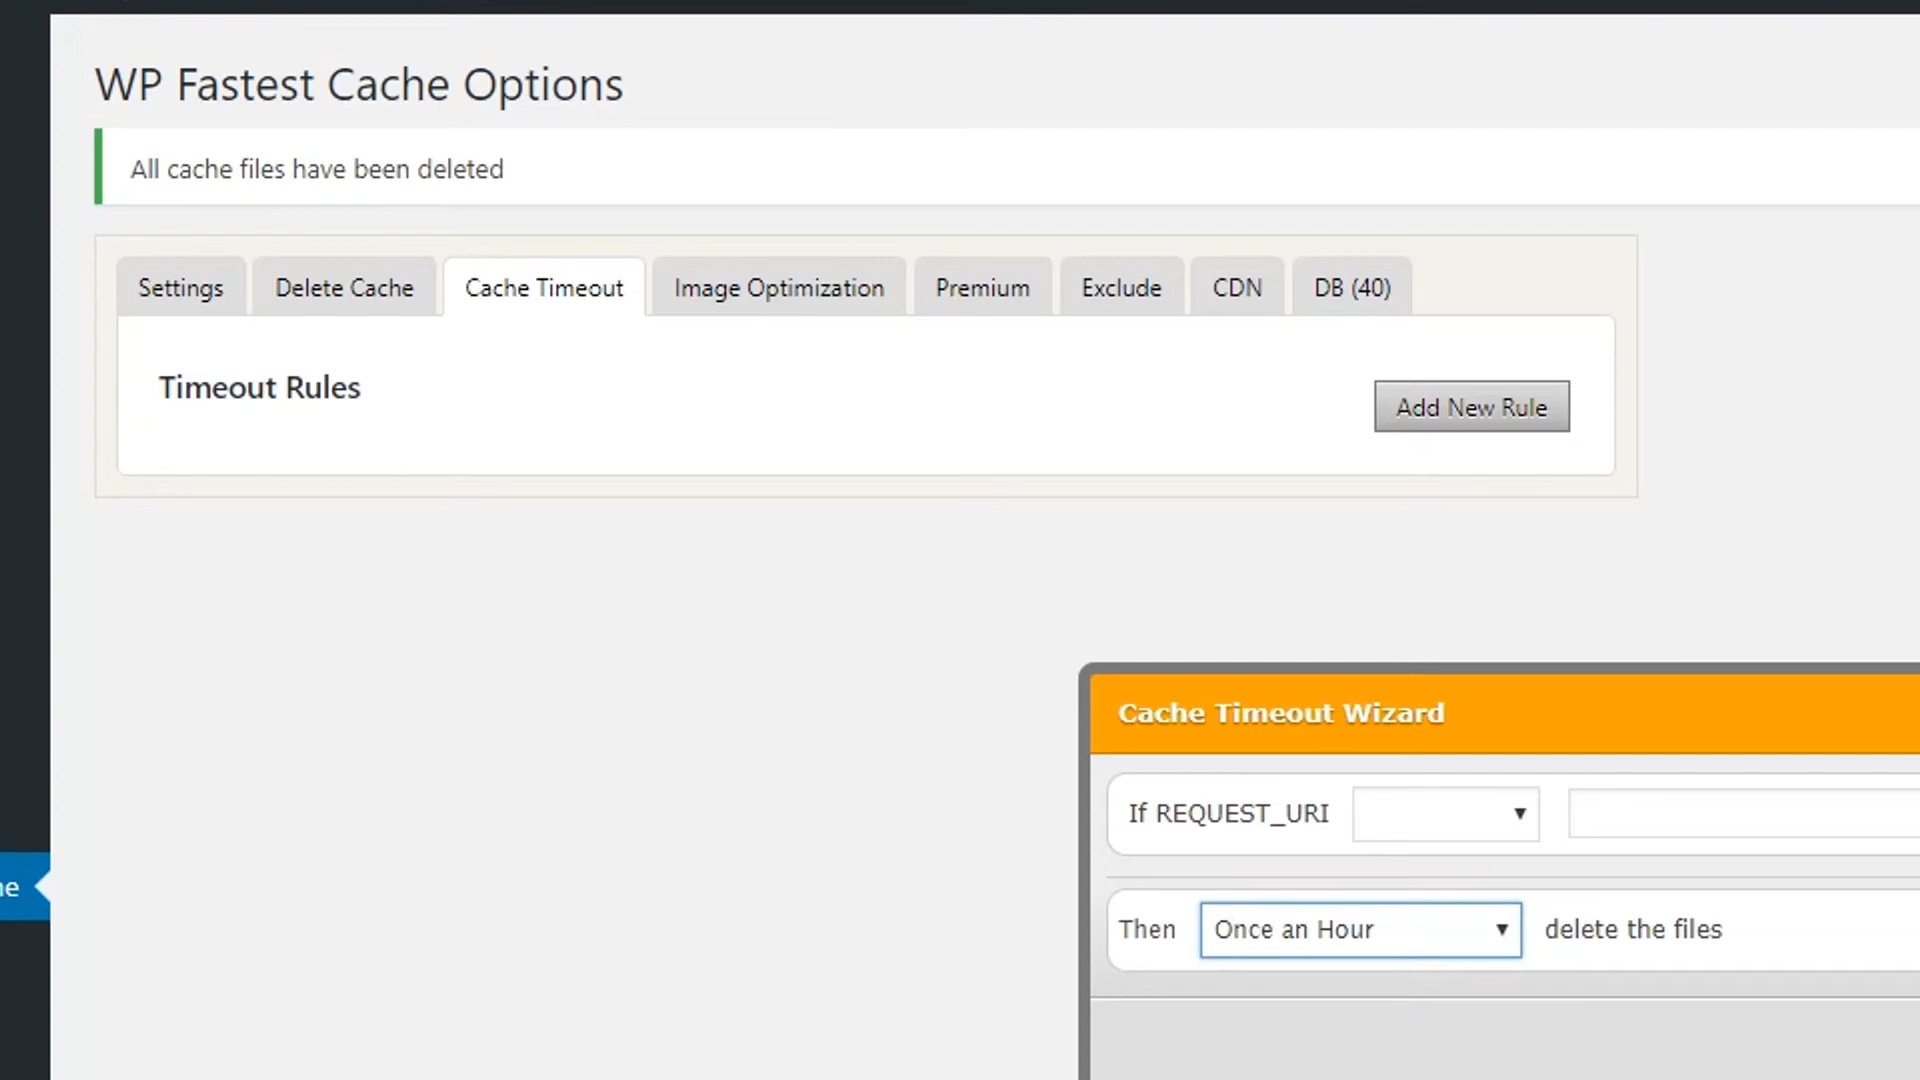 WP Fastest Cache Options
All cache files have been deleted
Settings Delete Cache Cache Timeout Image Optimization Premium Exclude CDN DB (40)
Timeout Rules
Add New Rule
Cache Timeout Wizard
If REQUEST_URI
he
Then Once an Hour delete the files